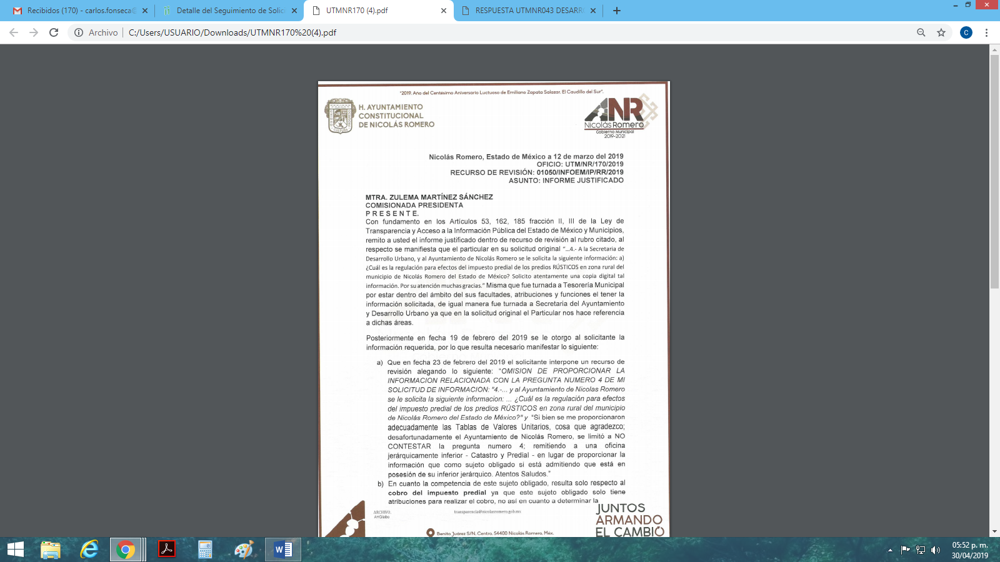 Recibidos (170) - carlos.fonseca@
Detalle del Seguimiento de Solic
UTMNR170 (4).pdf
RESPUESTA UTMNR043 DESARR
Archivo
C:/Users/USUARIO/Downloads/UTMNR170%20(4).pdf
C
"2019. Año del Centésimo Aniversario Luctuoso de Emiliano Zapata Salazar. El Caudillo del Sur".
H. AYUNTAMIENTO
CONSTITUCIONAL
DE NICOLÁS ROMERO
ANR
Nicolás Romero
Gobierno Municipal
2019-2021
Nicolás Romero, Estado de México a 12 de marzo del 2019
OFICIO: UTM/NR/170/2019
RECURSO DE REVISIÓN: 01050/INFOEM/IP/RR/2019
ASUNTO: INFORME JUSTIFICADO
MTRA. ZULEMA MARTÍNEZ SÁNCHEZ
COMISIONADA PRESIDENTA
P R E S E N T E.
Con fundamento en los Artículos 53, 162, 185 fracción II, III de la Ley de
Transparencia y Acceso a la Información Pública del Estado de México y Municipios,
remito a usted el informe justificado dentro de recurso de revisión al rubro citado, al
respecto se manifiesta que el particular en su solicitud original "...4.- A la Secretaria de
Desarrollo Urbano, y al Ayuntamiento de Nicolás Romero se le solicita la siguiente información: a)
¿Cuál es la regulación para efectos del impuesto predial de los predios RÚSTICOS en zona rural del
municipio de Nicolás Romero del Estado de México? Solicito atentamente una copia digital tal
información. Por su atención muchas gracias." Misma que fue turnada a Tesorería Municipal
por estar dentro del ámbito del sus facultades, atribuciones y funciones el tener la
información solicitada, de igual manera fue turnada a Secretaria del Ayuntamiento
y Desarrollo Urbano ya que en la solicitud original el Particular nos hace referencia
a dichas áreas.
Posteriormente en fecha 19 de febrero del 2019 se le otorgo al solicitante la
información requerida, por lo que resulta necesario manifestar lo siguiente:
a) Que en fecha 23 de febrero del 2019 el solicitante interpone un recurso de
revisión alegando lo siguiente: "OMISION DE PROPORCIONAR LA
INFORMACION RELACIONADA CON LA PREGUNTA NUMERO 4 DE MI
SOLICITUD DE INFORMACION: "4.-... y al Ayuntamiento de Nicolas Romero
se le solicita la siguiente informacion: ... ¿Cuál es la regulación para efectos
del impuesto predial de los predios RÚSTICOS en zona rural del municipio
de Nicolás Romero del Estado de México?" y "Si bien se me proporcionaron
adecuadamente las Tablas de Valores Unitarios, cosa que agradezco;
desafortunadamente el Ayuntamiento de Nicolás Romero, se limitó a NO
CONTESTAR la pregunta numero 4; remitiendo a una oficina
jerárquicamente inferior - Catastro y Predial - en lugar de proporcionar la
información que como sujeto obligado si está admitiendo que está en
posesión de su inferior jerárquico. Atentos Saludos."
b) En cuanto la competencia de este sujeto obligado, resulta solo respecto al
cobro del impuesto predial ya que este sujeto obligado solo tiene
atribuciones para realizar el cobro, no así en cuanto a determinar la
ARCHIVO.
AHG/aibo
transparencia@nicolasromero.gob.mx
JUNTOS
ARMANDO
EL CAMBIO
Benito Juárez S/N, Centro, 54400 Nicolás Romero, Méx.
05:52 p. m.
30/04/2019